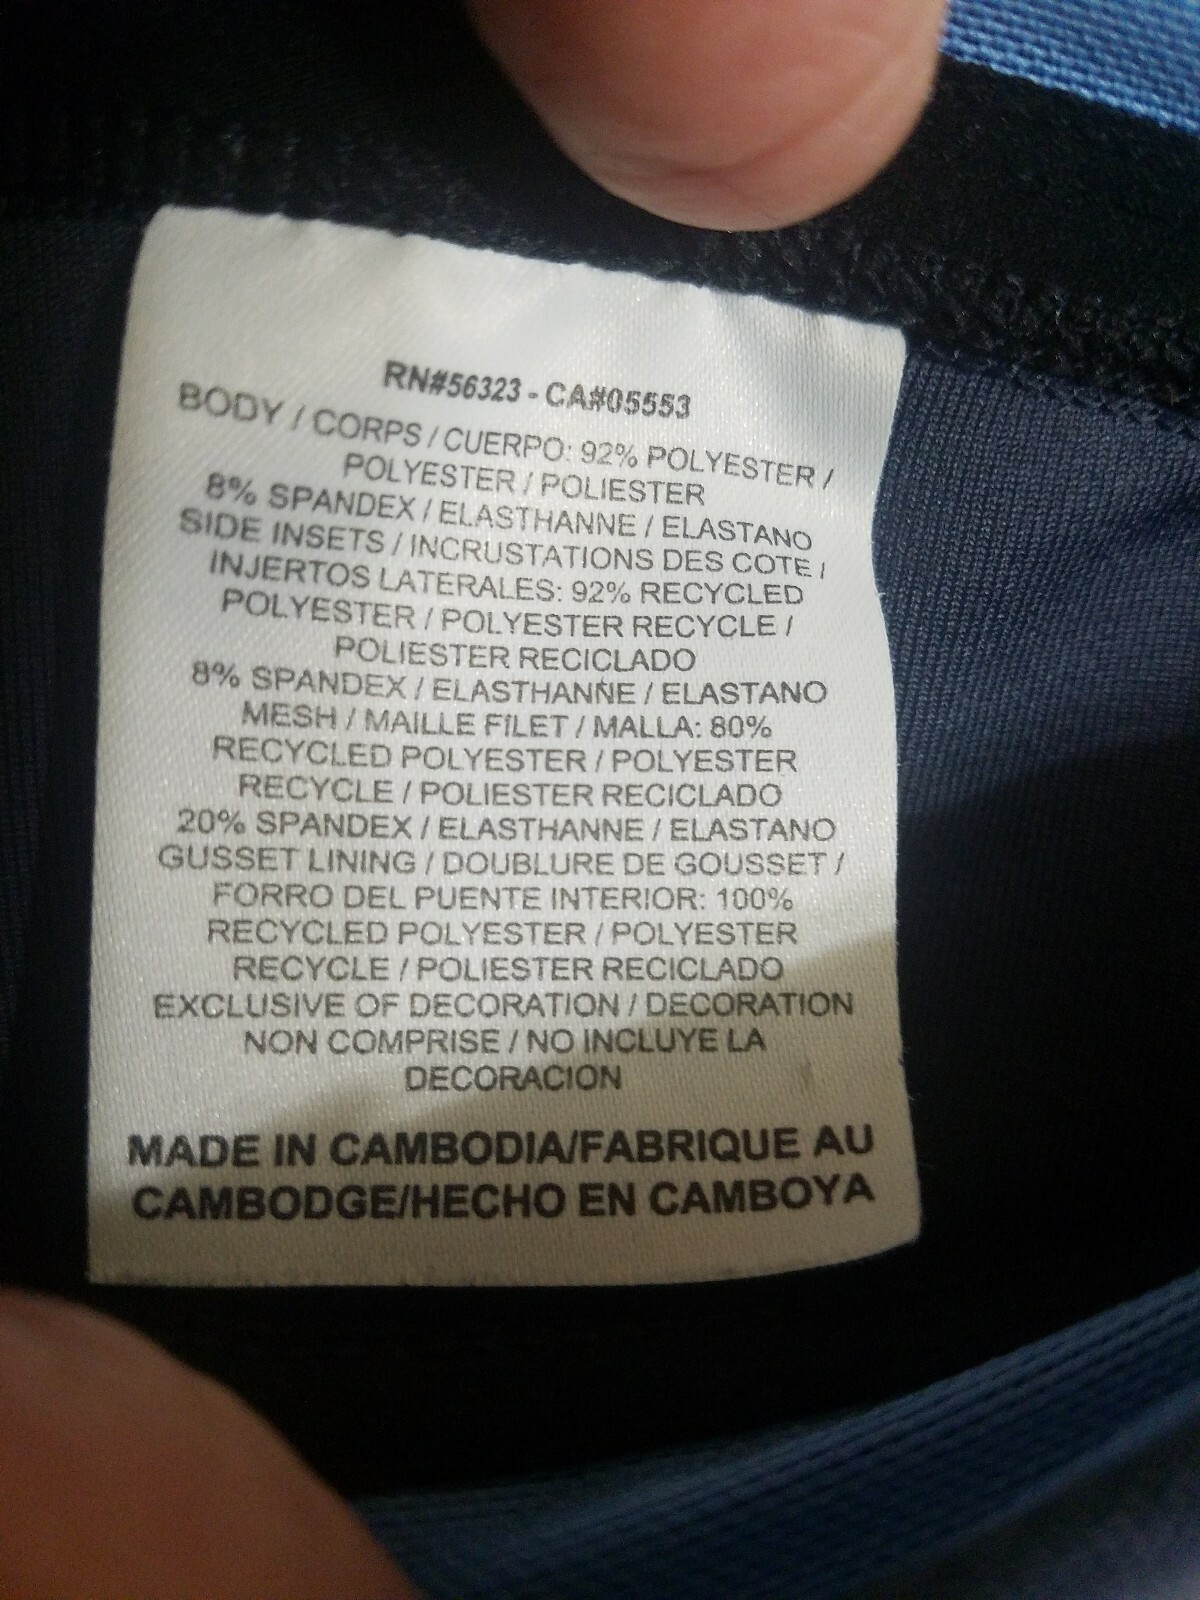 RN#56323 - CA#05553
BODY / CORPS / CUERPO: 92% POLYESTER /
POLYESTER / POLIESTER
8% SPANDEX / ELASTHANNE / ELASTANO
SIDE INSETS / INCRUSTATIONS DES COTE /
INJERTOS LATERALES: 92% RECYCLED
POLYESTER / POLYESTER RECYCLE /
POLIESTER RECICLADO
8% SPANDEX / ELASTHANNE / ELASTANO
MESH / MAILLE FILET / MALLA: 80%
RECYCLED POLYESTER / POLYESTER
RECYCLE / POLIESTER RECICLADO
20% SPANDEX / ELASTHANNE / ELASTANO
GUSSET LINING / DOUBLURE DE GOUSSET /
FORRO DEL PUENTE INTERIOR: 100%
RECYCLED POLYESTER / POLYESTER
RECYCLE / POLIESTER RECICLADO
EXCLUSIVE OF DECORATION / DECORATION
NON COMPRISE / NO INCLUYE LA
DECORACION
MADE IN CAMBODIA/FABRIQUE AU
CAMBODGE/HECHO EN CAMBOYA